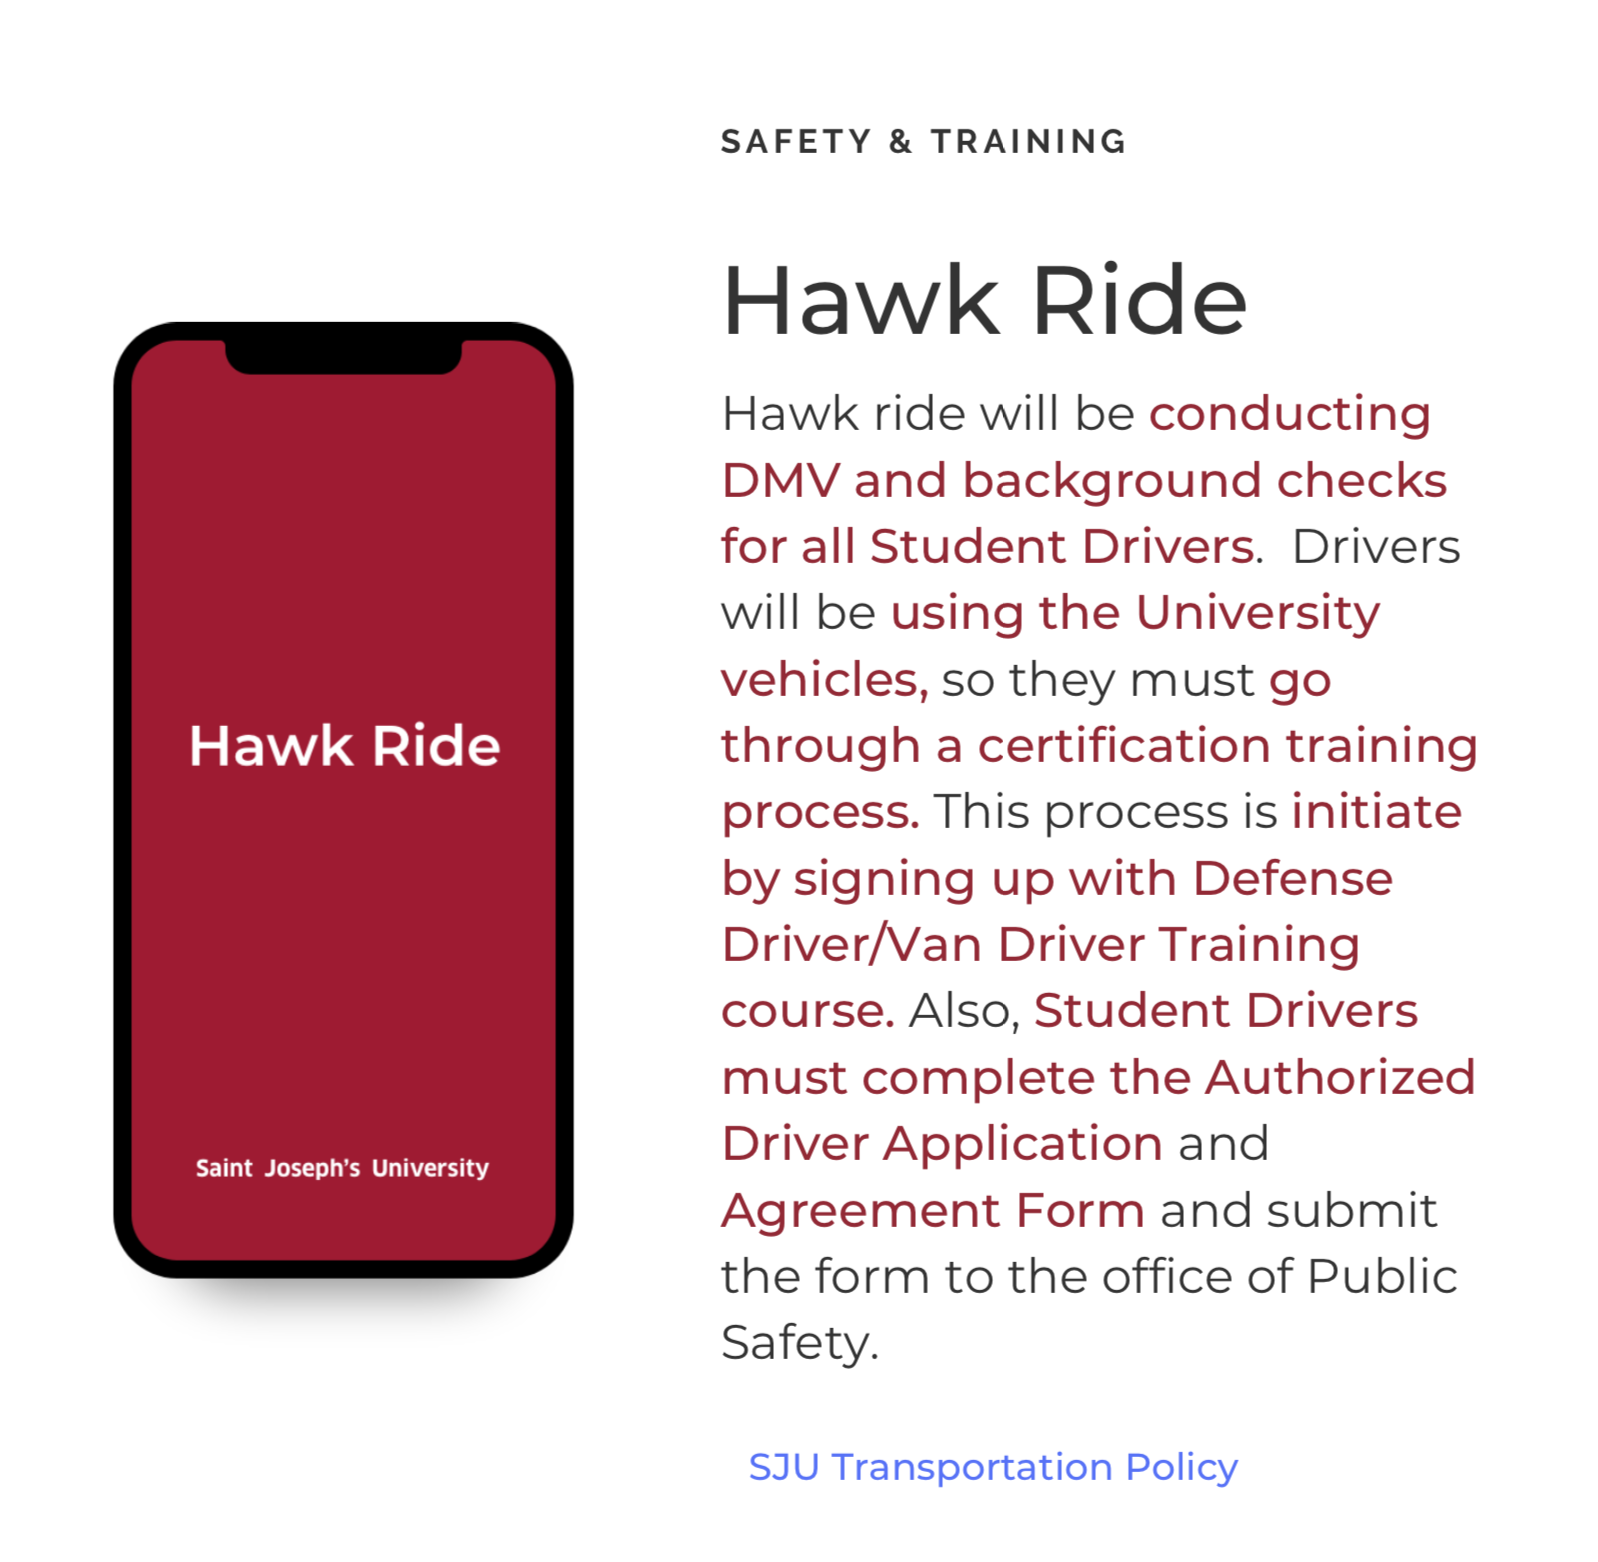 SAFETY & TRAINING
Hawk Ride
Hawk ride will be conducting
DMV and background checks
for all Student Drivers.  Drivers
will be using the University
vehicles, so they must go
through a certification training
process. This process is initiate
by signing up with Defense
Driver/Van Driver Training
course. Also, Student Drivers
must complete the Authorized
Driver Application and
Agreement Form and submit
the form to the office of Public
Safety.
SJU Transportation Policy
Hawk Ride
Saint Joseph's University